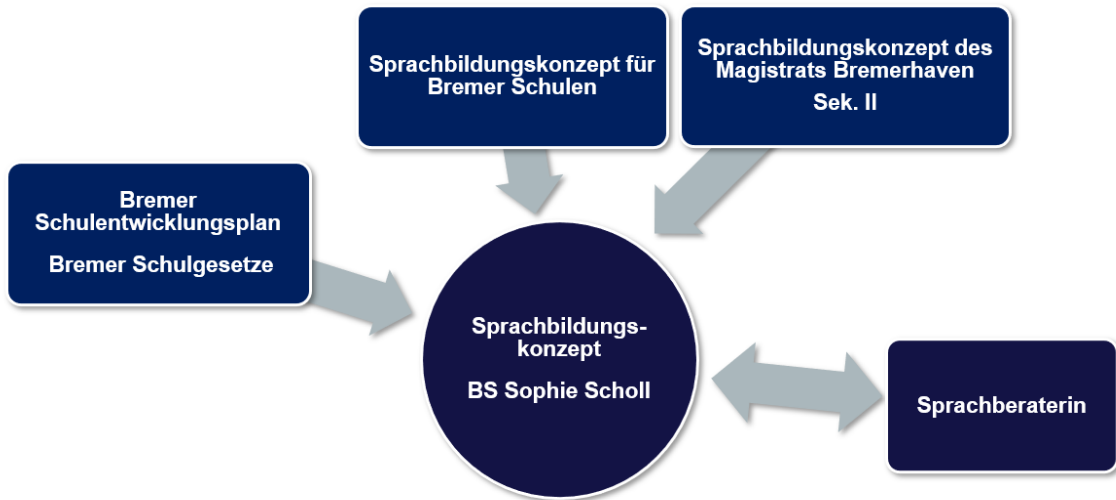 Sprachbildungskonzept für
Bremer Schulen
Sprachbildungskonzept des
Magistrats Bremerhaven
Sek. II
Bremer
Schulentwicklungsplan
Bremer Schulgesetze
Sprachbildungs-
konzept
BS Sophie Scholl
Sprachberaterin